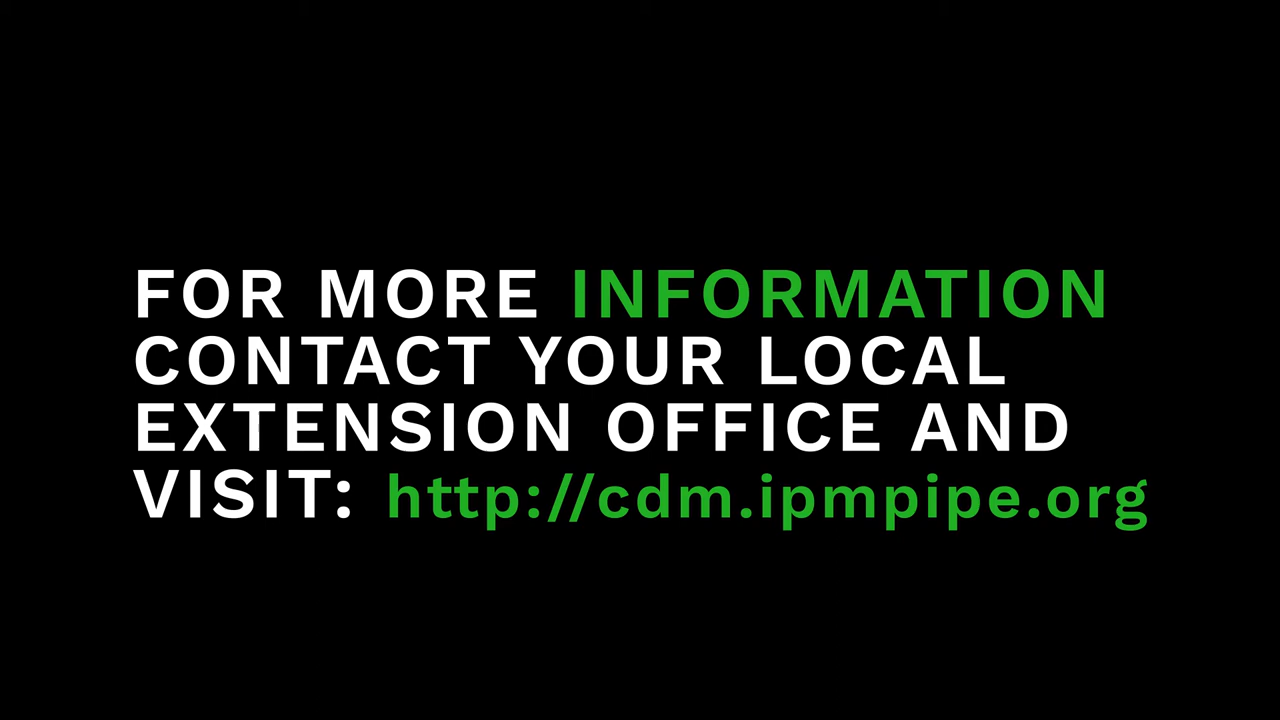 FOR MORE INFORMATION
CONTACT YOUR LOCAL
EXTENSION OFFICE AND
VISIT: http://cdm.ipmpipe.org